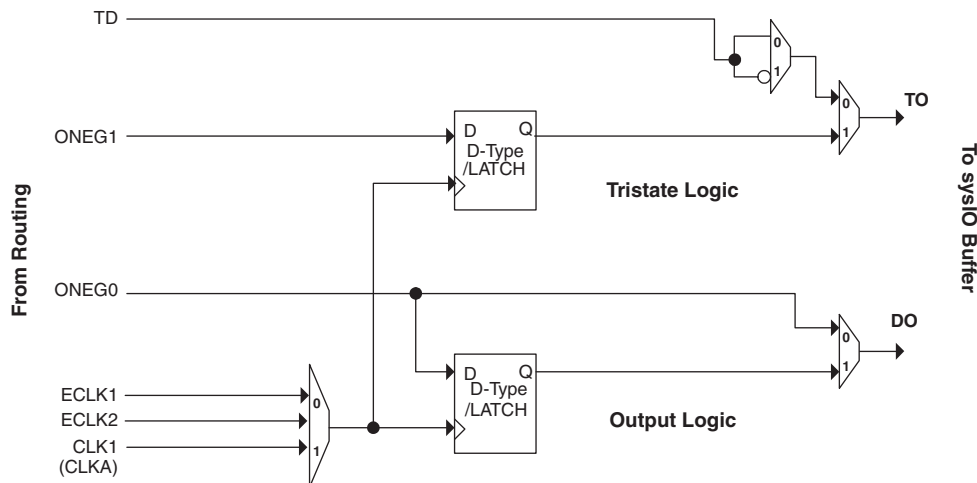 TD
0
1
0
1
TO
ONEG1
D Q
D-Type
/LATCH
Tristate Logic
From Routing
To sysIO Buffer
ONEG0
DO
0
1
D Q
D-Type
/LATCH
Output Logic
ECLK1
ECLK2
CLK1
(CLKA)
0
1